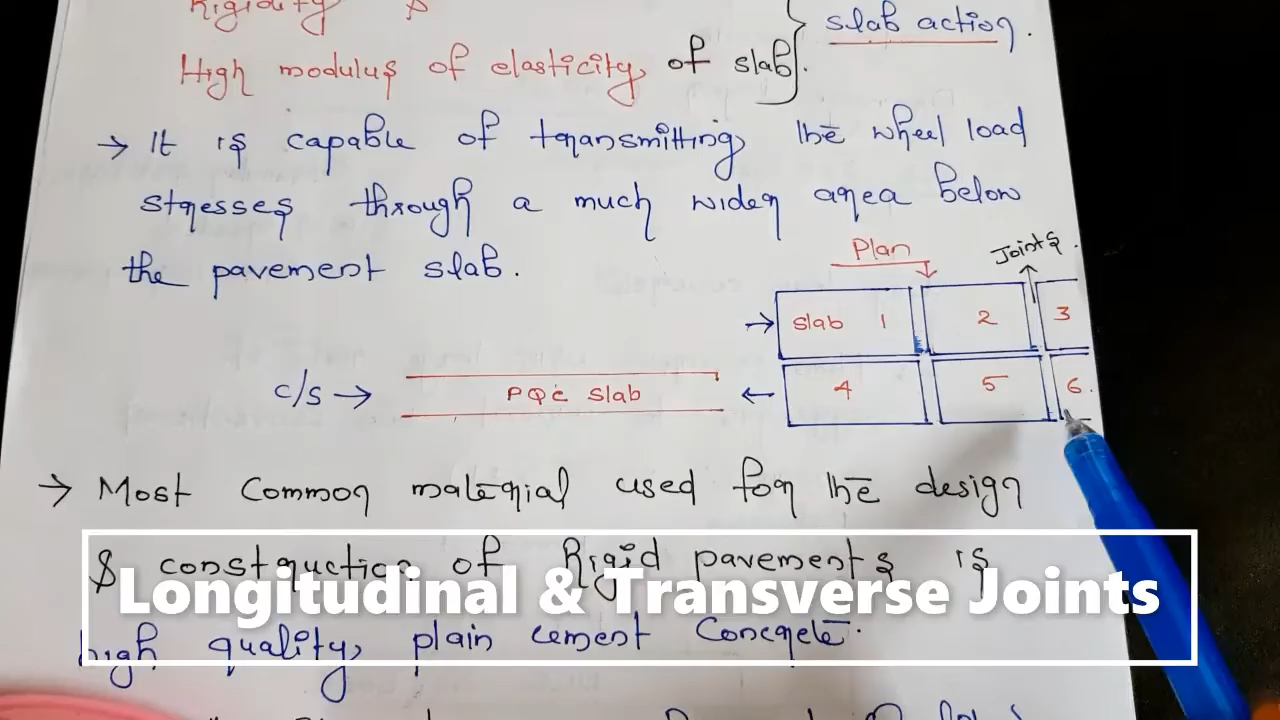 Rigidity &
High modulus of elasticity of slab.
slab action.
→ It is capable of transmitting the wheel load
stresses through a much wider area below
the pavement slab.
Plan
Joints.
→ Slab 1 2 3
← 4 5 6.
c/s → PQC Slab
→ Most Common material used for the design
& construction of Rigid pavements is
high quality plain cement Concrete.
Longitudinal & Transverse Joints